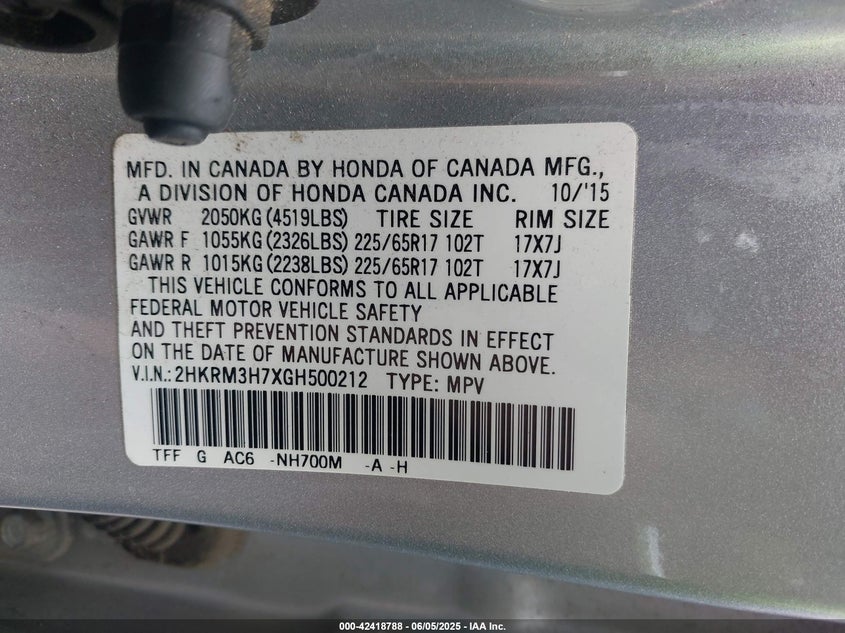 MFD. IN CANADA BY HONDA OF CANADA MFG.,
A DIVISION OF HONDA CANADA INC. 10/'15
GVWR 2050KG (4519LBS) TIRE SIZE RIM SIZE
GAWR F 1055KG (2326LBS) 225/65R17 102T 17X7J
GAWR R 1015KG (2238LBS) 225/65R17 102T 17X7J
THIS VEHICLE CONFORMS TO ALL APPLICABLE
FEDERAL MOTOR VEHICLE SAFETY
AND THEFT PREVENTION STANDARDS IN EFFECT
ON THE DATE OF MANUFACTURE SHOWN ABOVE.
V.I.N.: 2HKRM3H7XGH500212 TYPE: MPV
TFF G AC6 -NH700M -A -H
000-42418788 - 06/05/2025 - IAA Inc.